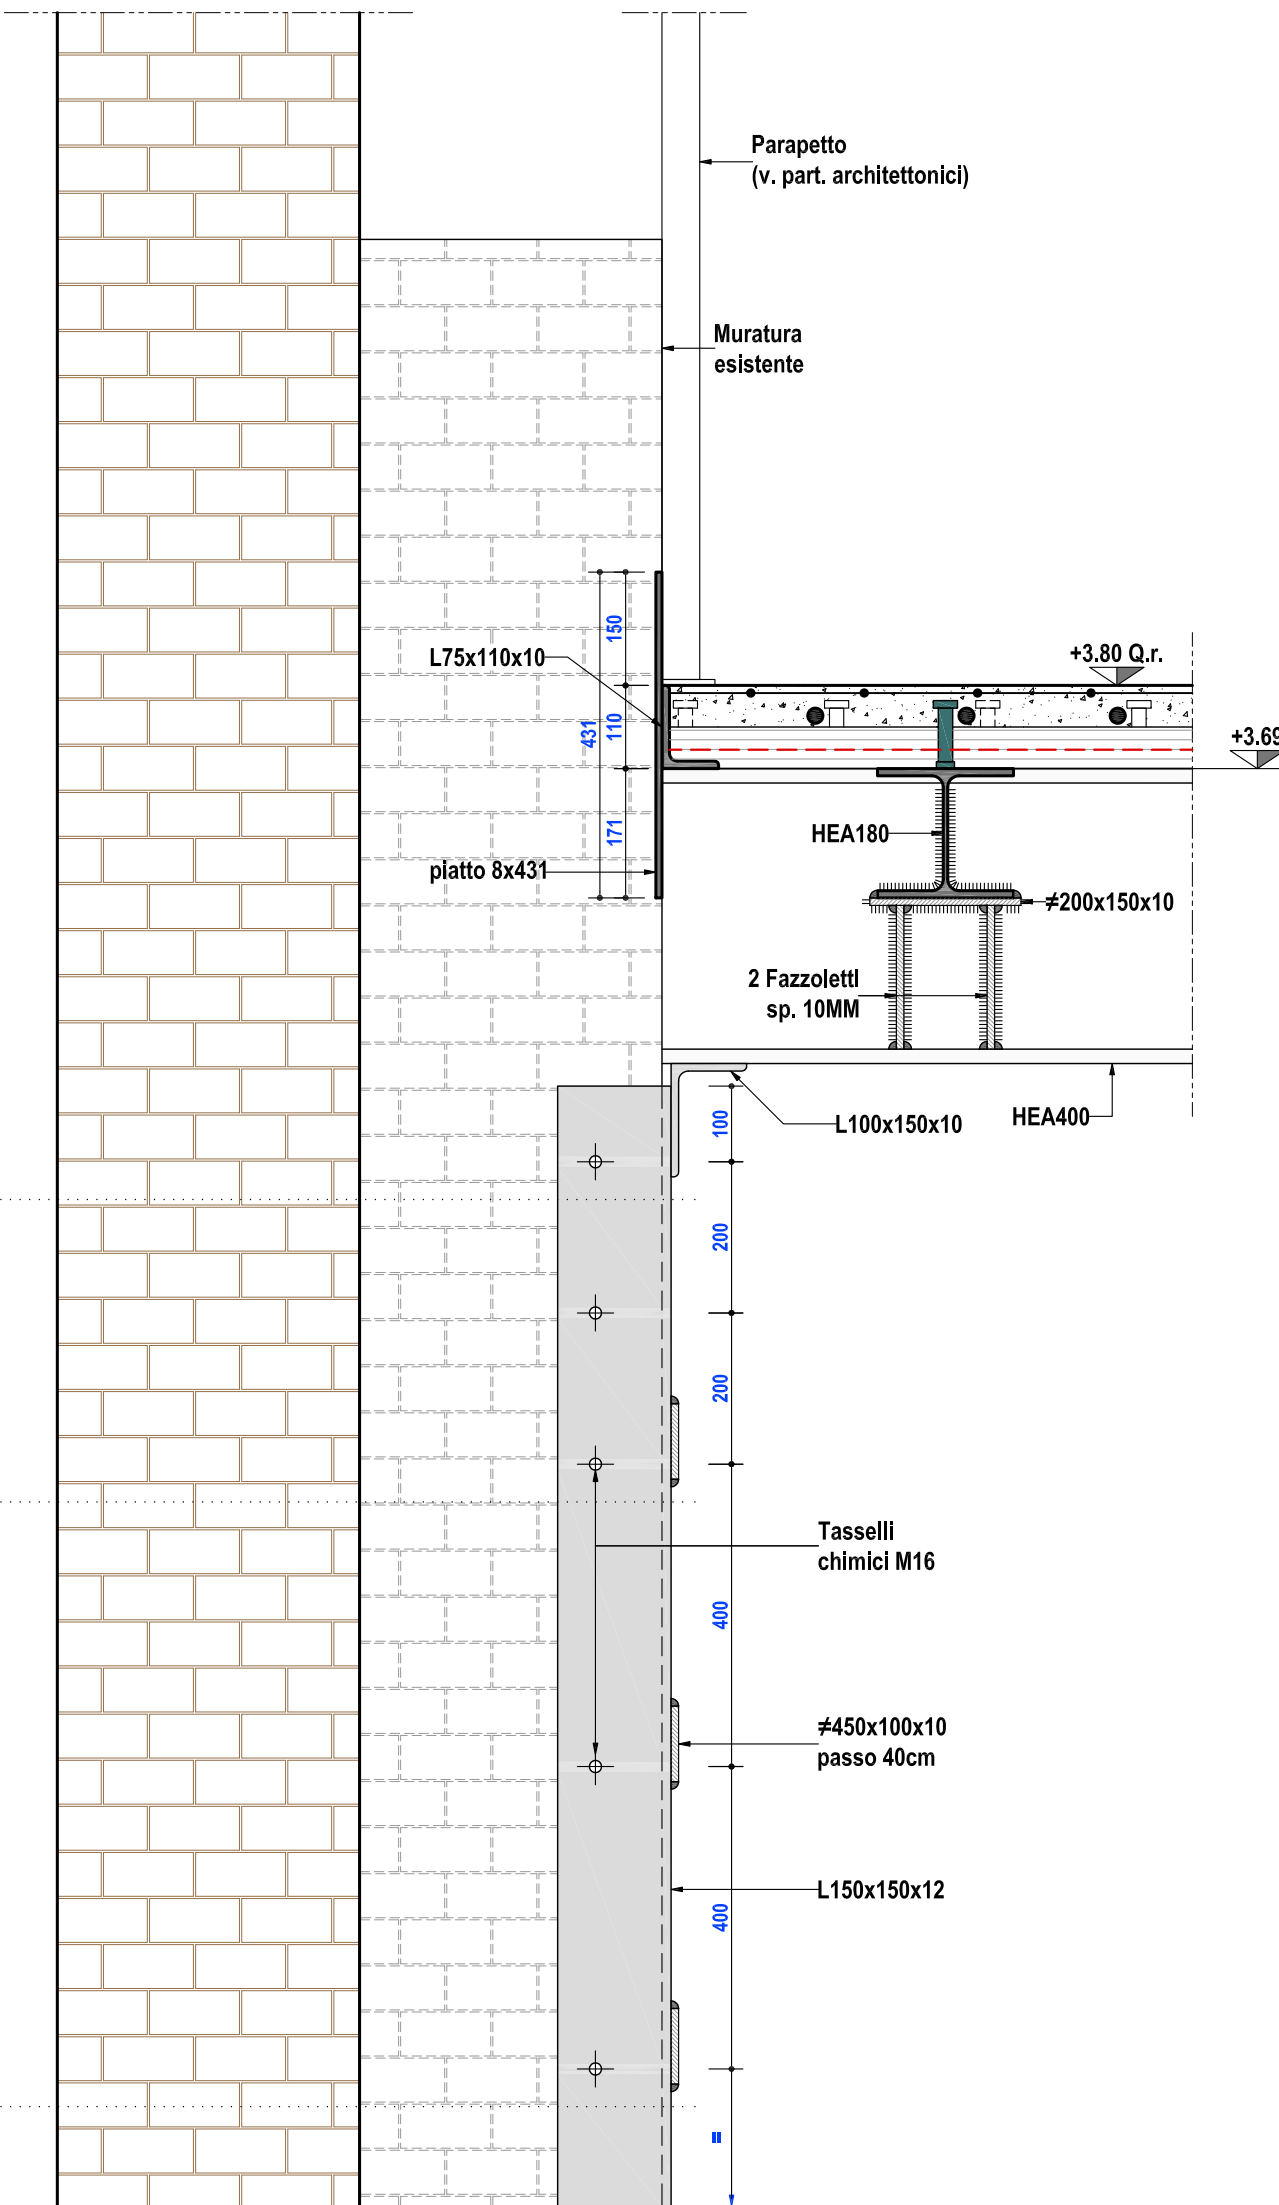 Parapetto
(v. part. architettonici)
Muratura
esistente
150
L75x110x10
+3.80 Q.r.
431
110
+3.69
171
HEA180
piatto 8x431
≠200x150x10
2 Fazzoletti
sp. 10MM
100
L100x150x10
HEA400
200
200
Tasselli
chimici M16
400
≠450x100x10
passo 40cm
L150x150x12
400
=